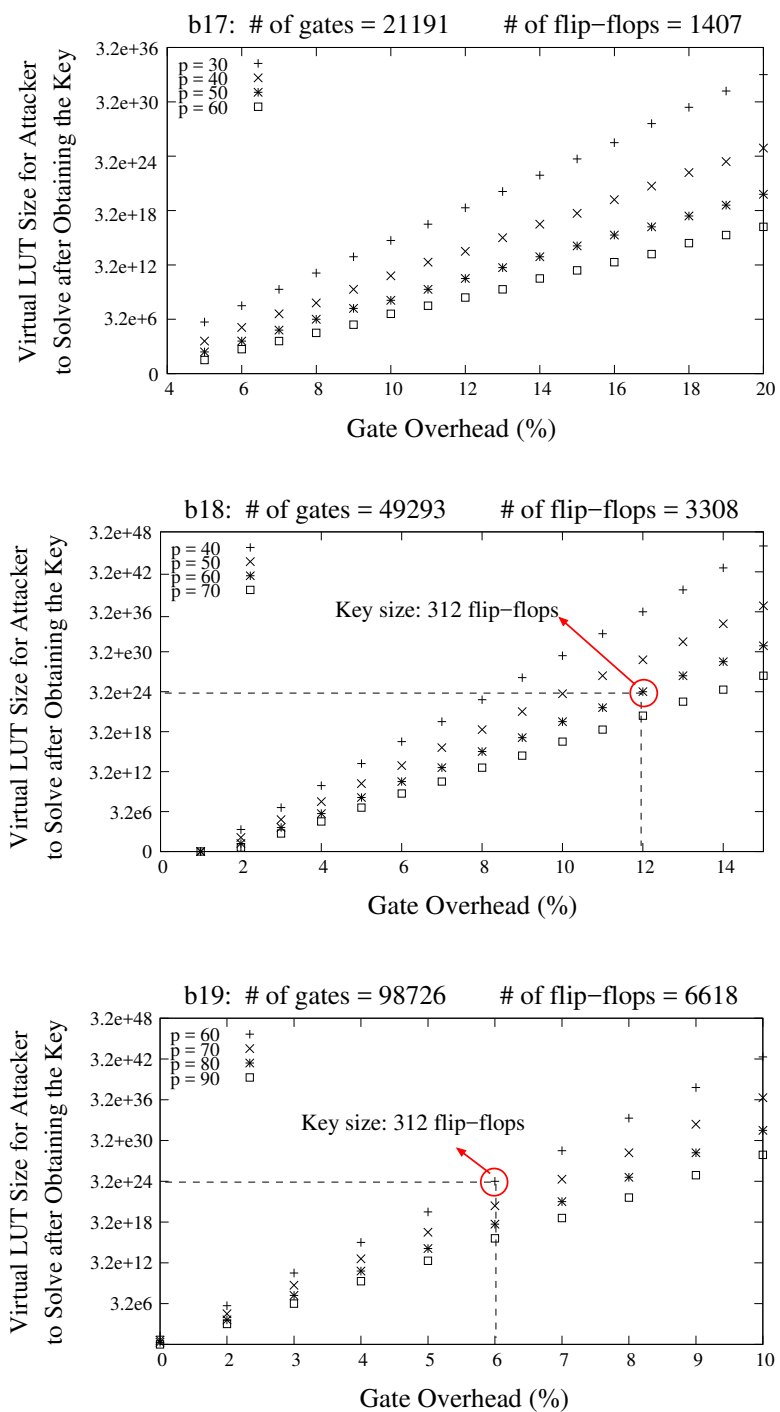 b17: # of gates = 21191 # of flip−flops = 1407
Virtual LUT Size for Attacker
to Solve after Obtaining the Key
3.2e+36
3.2e+30
3.2e+24
3.2e+18
3.2e+12
3.2e+6
0
p = 30
p = 40
p = 50
p = 60
4 6 8 10 12 14 16 18 20
Gate Overhead (%)
b18: # of gates = 49293 # of flip−flops = 3308
Virtual LUT Size for Attacker
to Solve after Obtaining the Key
3.2e+48
3.2e+42
3.2e+36
3.2+e30
3.2e+24
3.2e+18
3.2e+12
3.2e6
0
p = 40
p = 50
p = 60
p = 70
Key size: 312 flip−flops
0 2 4 6 8 10 12 14
Gate Overhead (%)
b19: # of gates = 98726 # of flip−flops = 6618
Virtual LUT Size for Attacker
to Solve after Obtaining the Key
3.2e+48
3.2e+42
3.2e+36
3.2e+30
3.2e+24
3.2e+18
3.2e+12
3.2e6
p = 60
p = 70
p = 80
p = 90
Key size: 312 flip−flops
0 2 3 4 5 6 7 8 9 10
Gate Overhead (%)